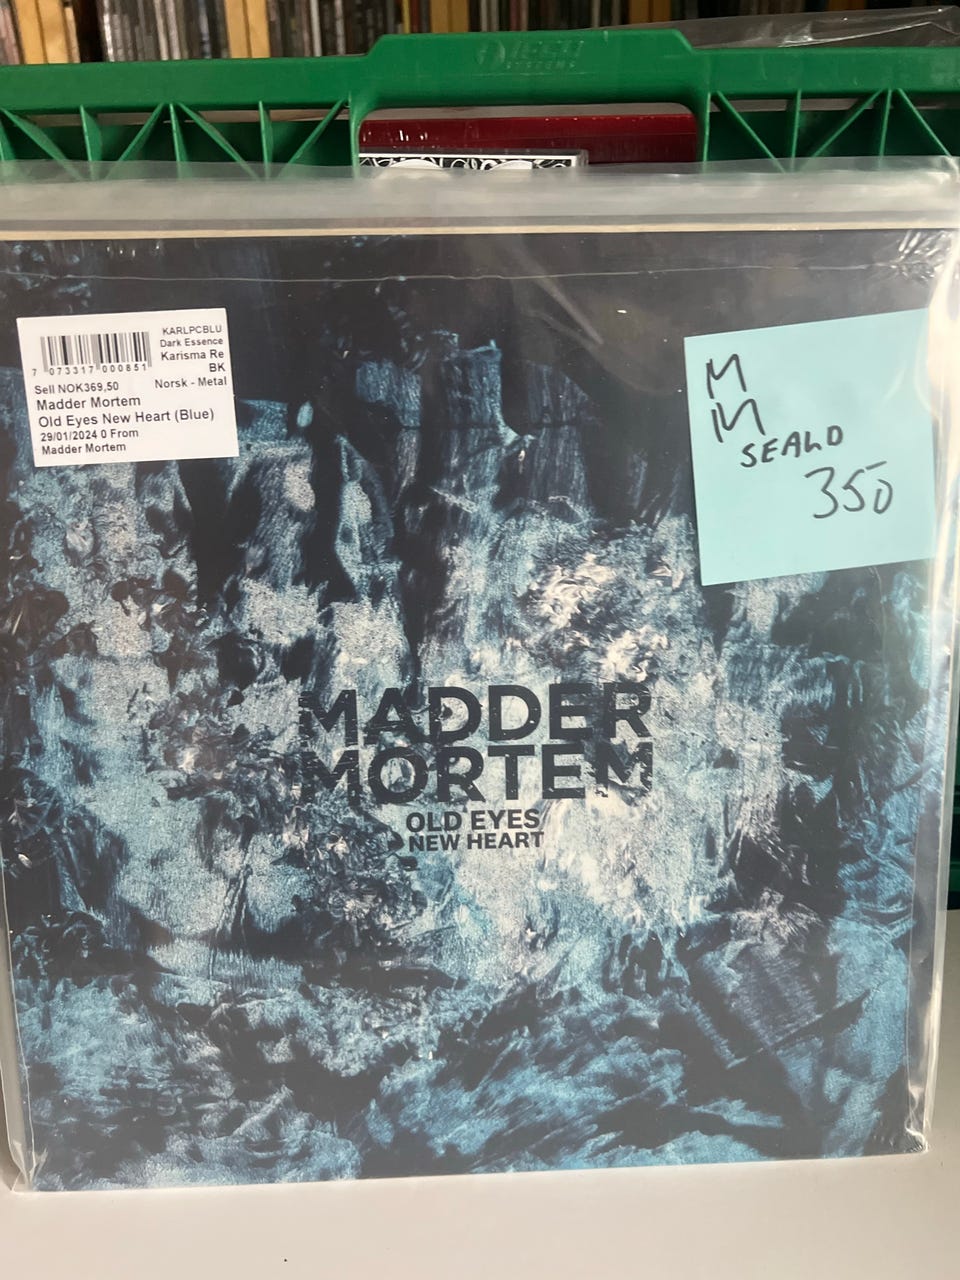 KARLPCBLU
Dark Essence
Karisma Re
7 073317 000851
BK
Sell NOK369,50
Norsk - Metal
Madder Mortem
Old Eyes New Heart (Blue)
29/01/2024 0 From
Madder Mortem
M
M
SEALD
350
MADDER
MORTEM
OLD EYES
NEW HEART